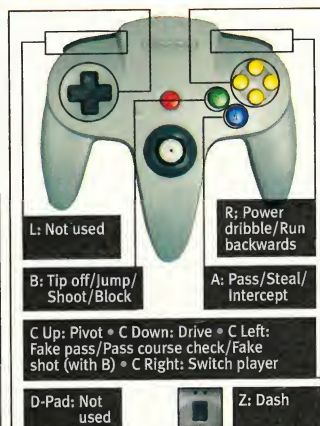 L: Not used
R; Power
dribble/Run
backwards
B: Tip off/Jump/
Shoot/Block
A: Pass/Steal/
Intercept
C Up: Pivot • C Down: Drive • C Left:
Fake pass/Pass course check/Fake
shot (with B) • C Right: Switch player
D-Pad: Not
used
Z: Dash